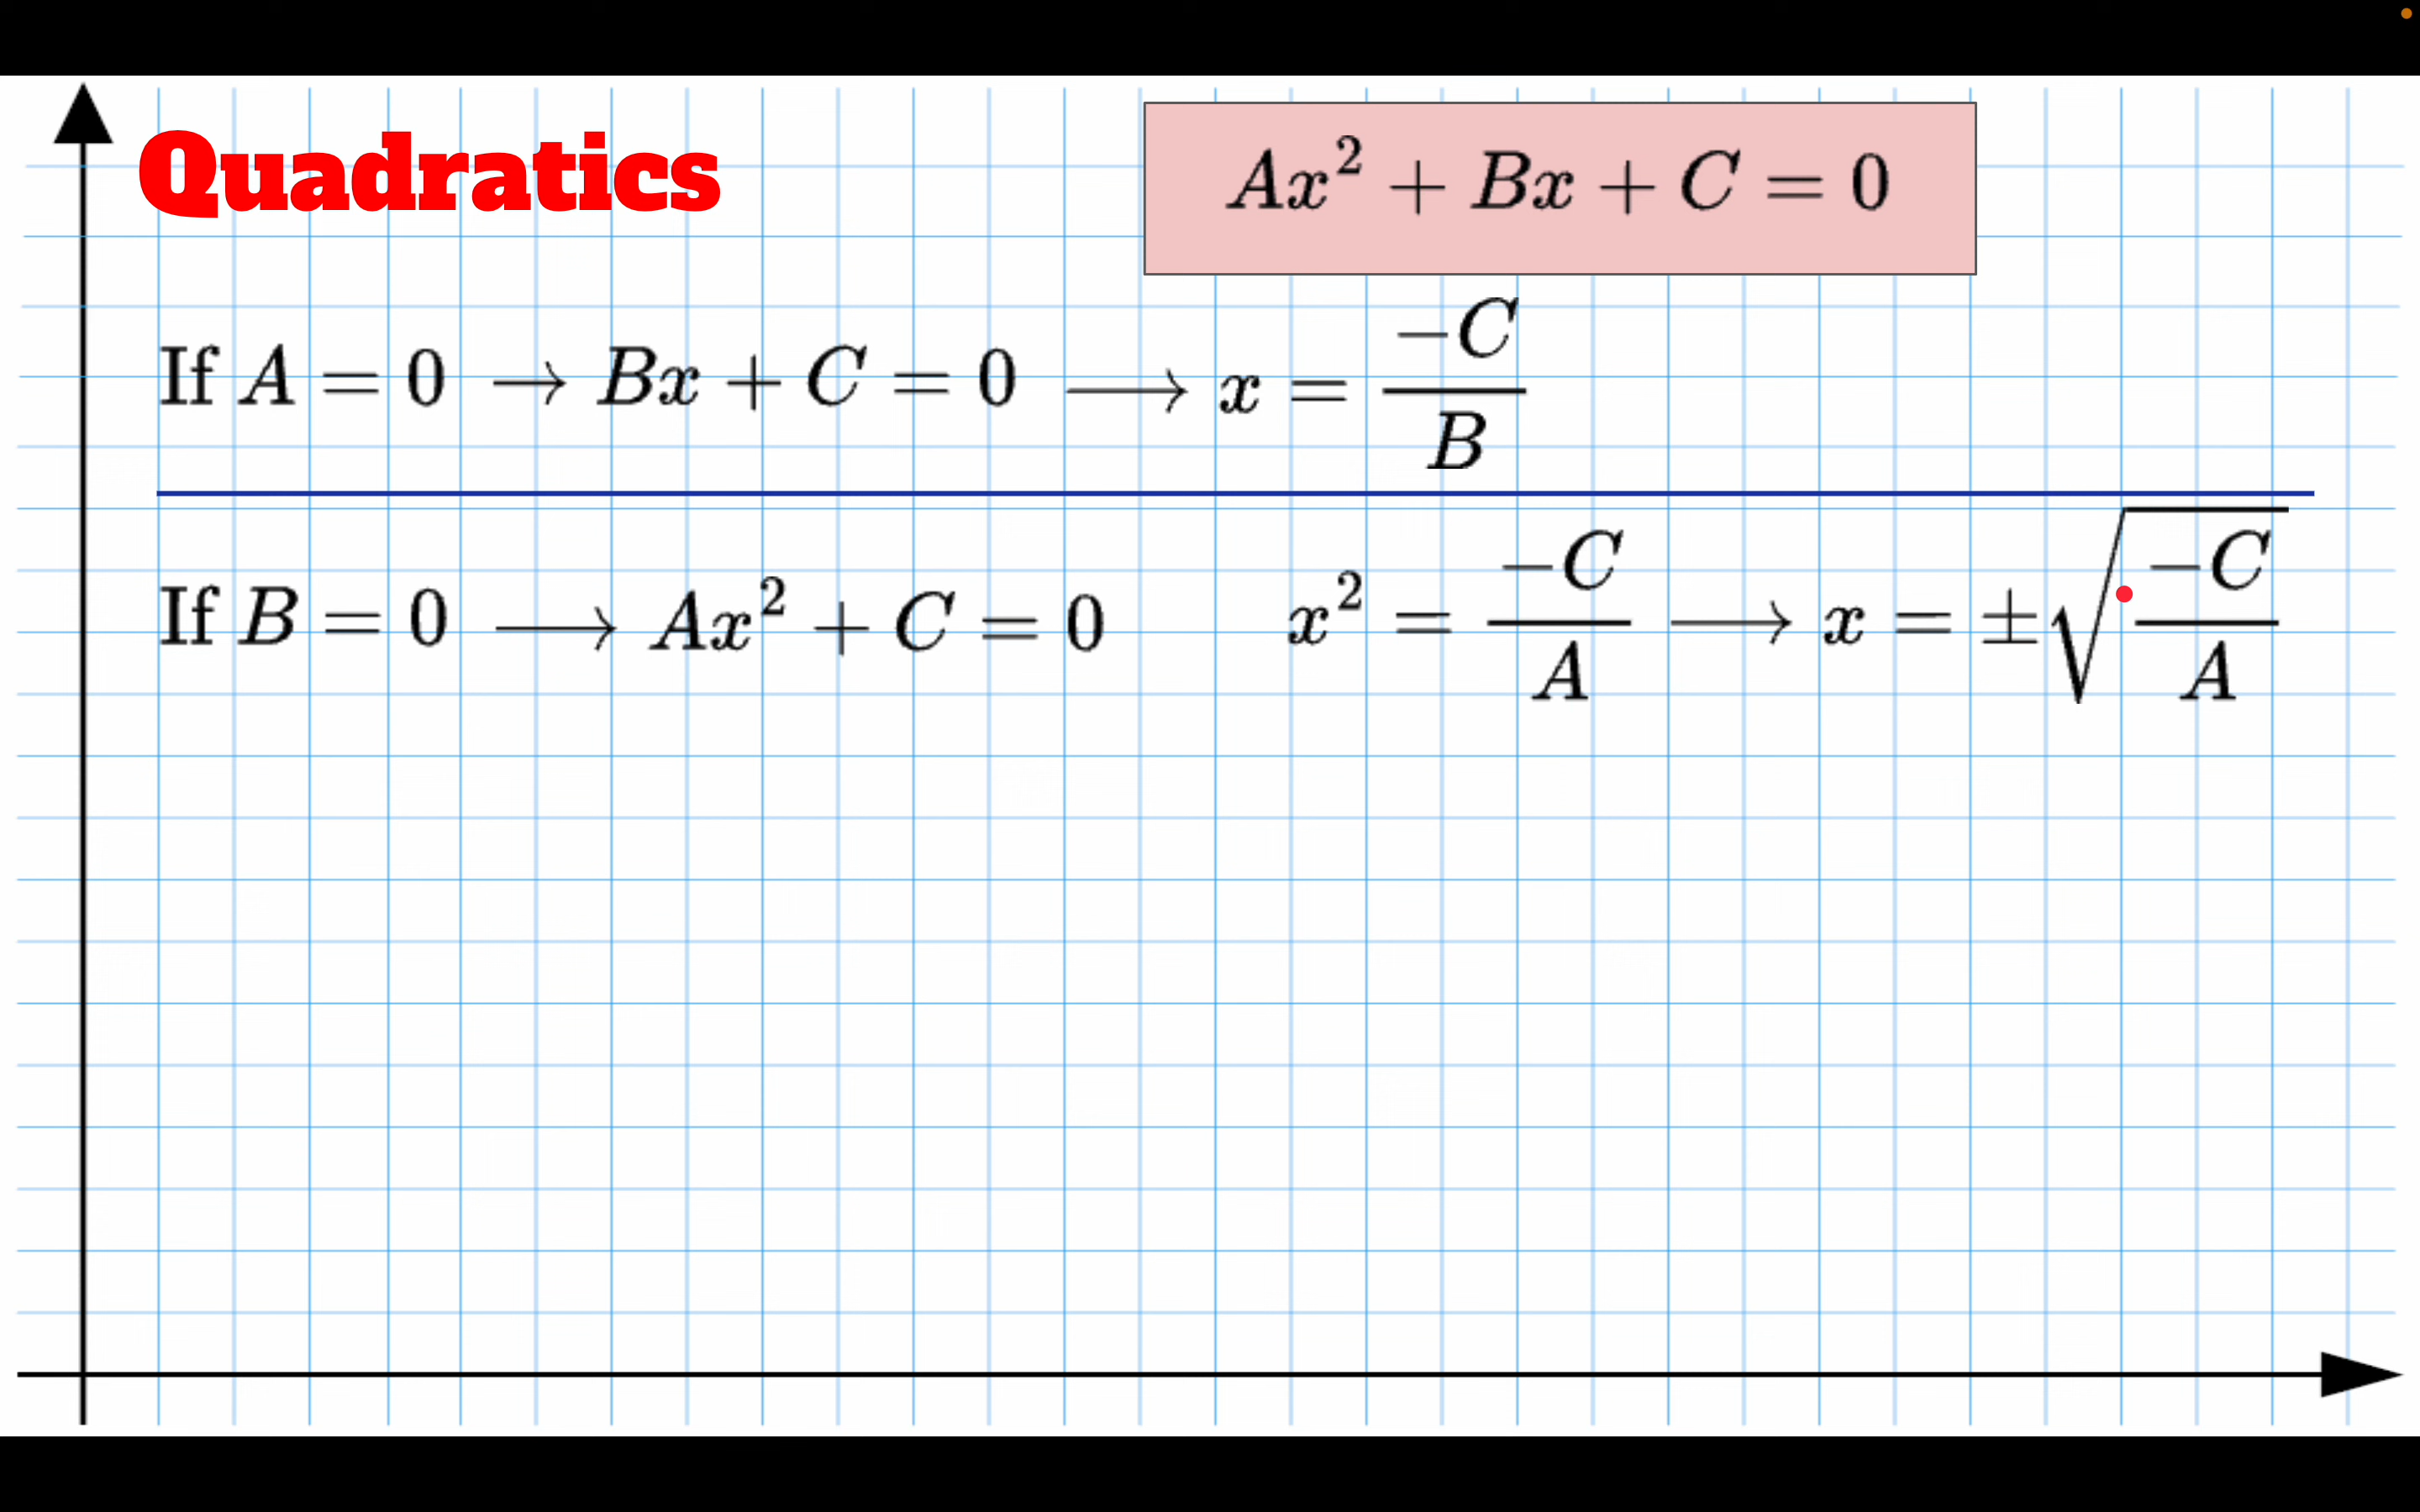 Quadratics
Ax² + Bx + C = 0
If A = 0 → Bx + C = 0 ⟶ x = −C/B
If B = 0 ⟶ Ax² + C = 0 x² = −C/A ⟶ x = ±√(−C/A)